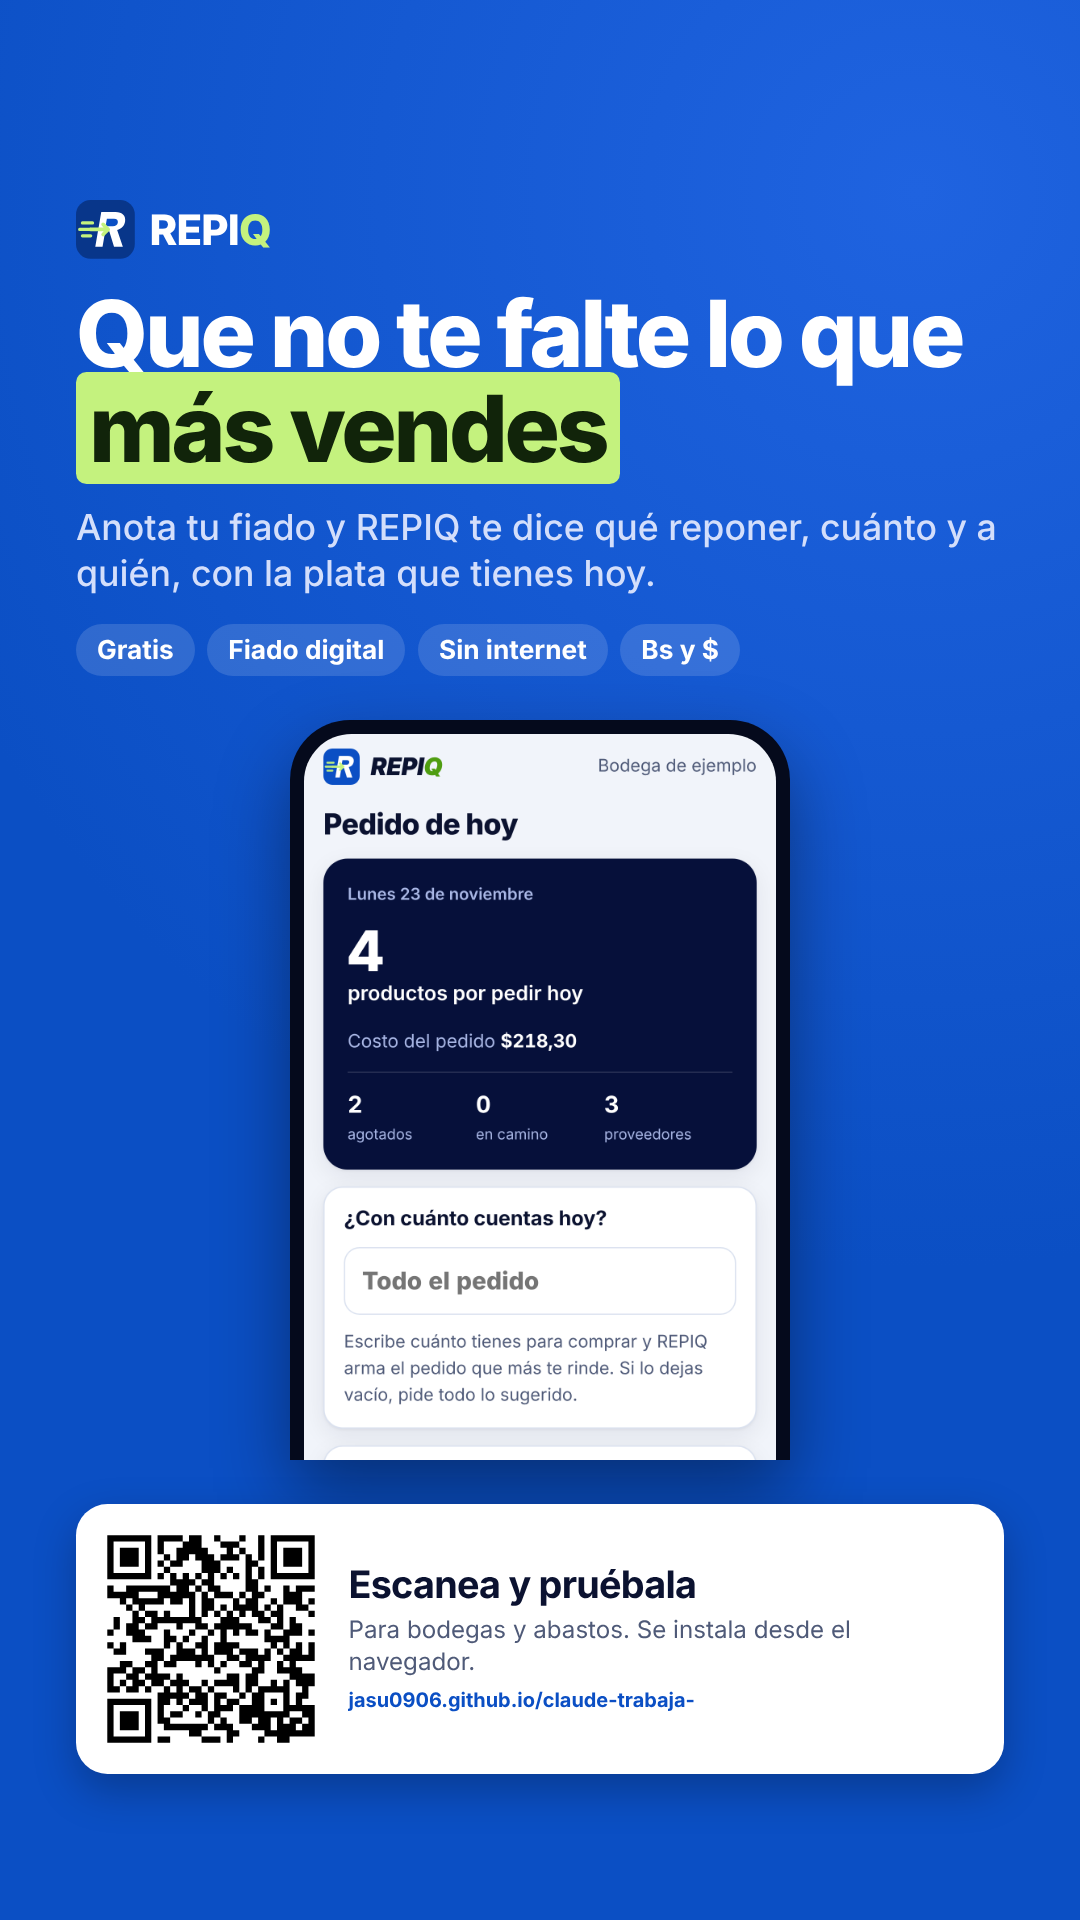 REPIQ
Que no te falte lo que
más vendes
Anota tu fiado y REPIQ te dice qué reponer, cuánto y a
quién, con la plata que tienes hoy.
Gratis
Fiado digital
Sin internet
Bs y $
REPIQ
Bodega de ejemplo
Pedido de hoy
Lunes 23 de noviembre
4
productos por pedir hoy
Costo del pedido $218,30
2
agotados
0
en camino
3
proveedores
¿Con cuánto cuentas hoy?
Todo el pedido
Escribe cuánto tienes para comprar y REPIQ
arma el pedido que más te rinde. Si lo dejas
vacío, pide todo lo sugerido.
Escanea y pruébala
Para bodegas y abastos. Se instala desde el
navegador.
jasu0906.github.io/claude-trabaja-